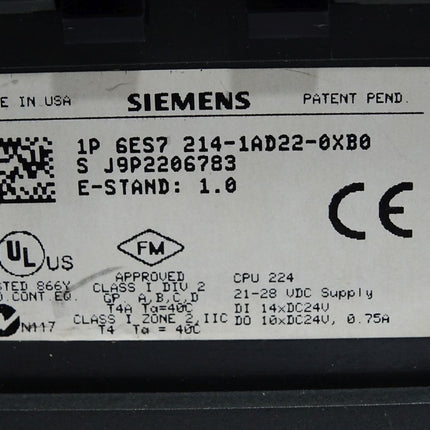 E IN USA SIEMENS PATENT PEND.
1P 6ES7 214-1AD22-0XB0
S J9P2206783
E-STAND: 1.0
CE
UL US
FM
STED 866Y
CONT.EQ.
N117
APPROVED
CLASS I DIV 2
GP. A,B,C,D
T4A Ta=40C
CLASS I ZONE 2,IIC
T4 Ta = 40C
CPU 224
21-28 VDC Supply
DI 14xDC24V
DO 10xDC24V, 0.75A